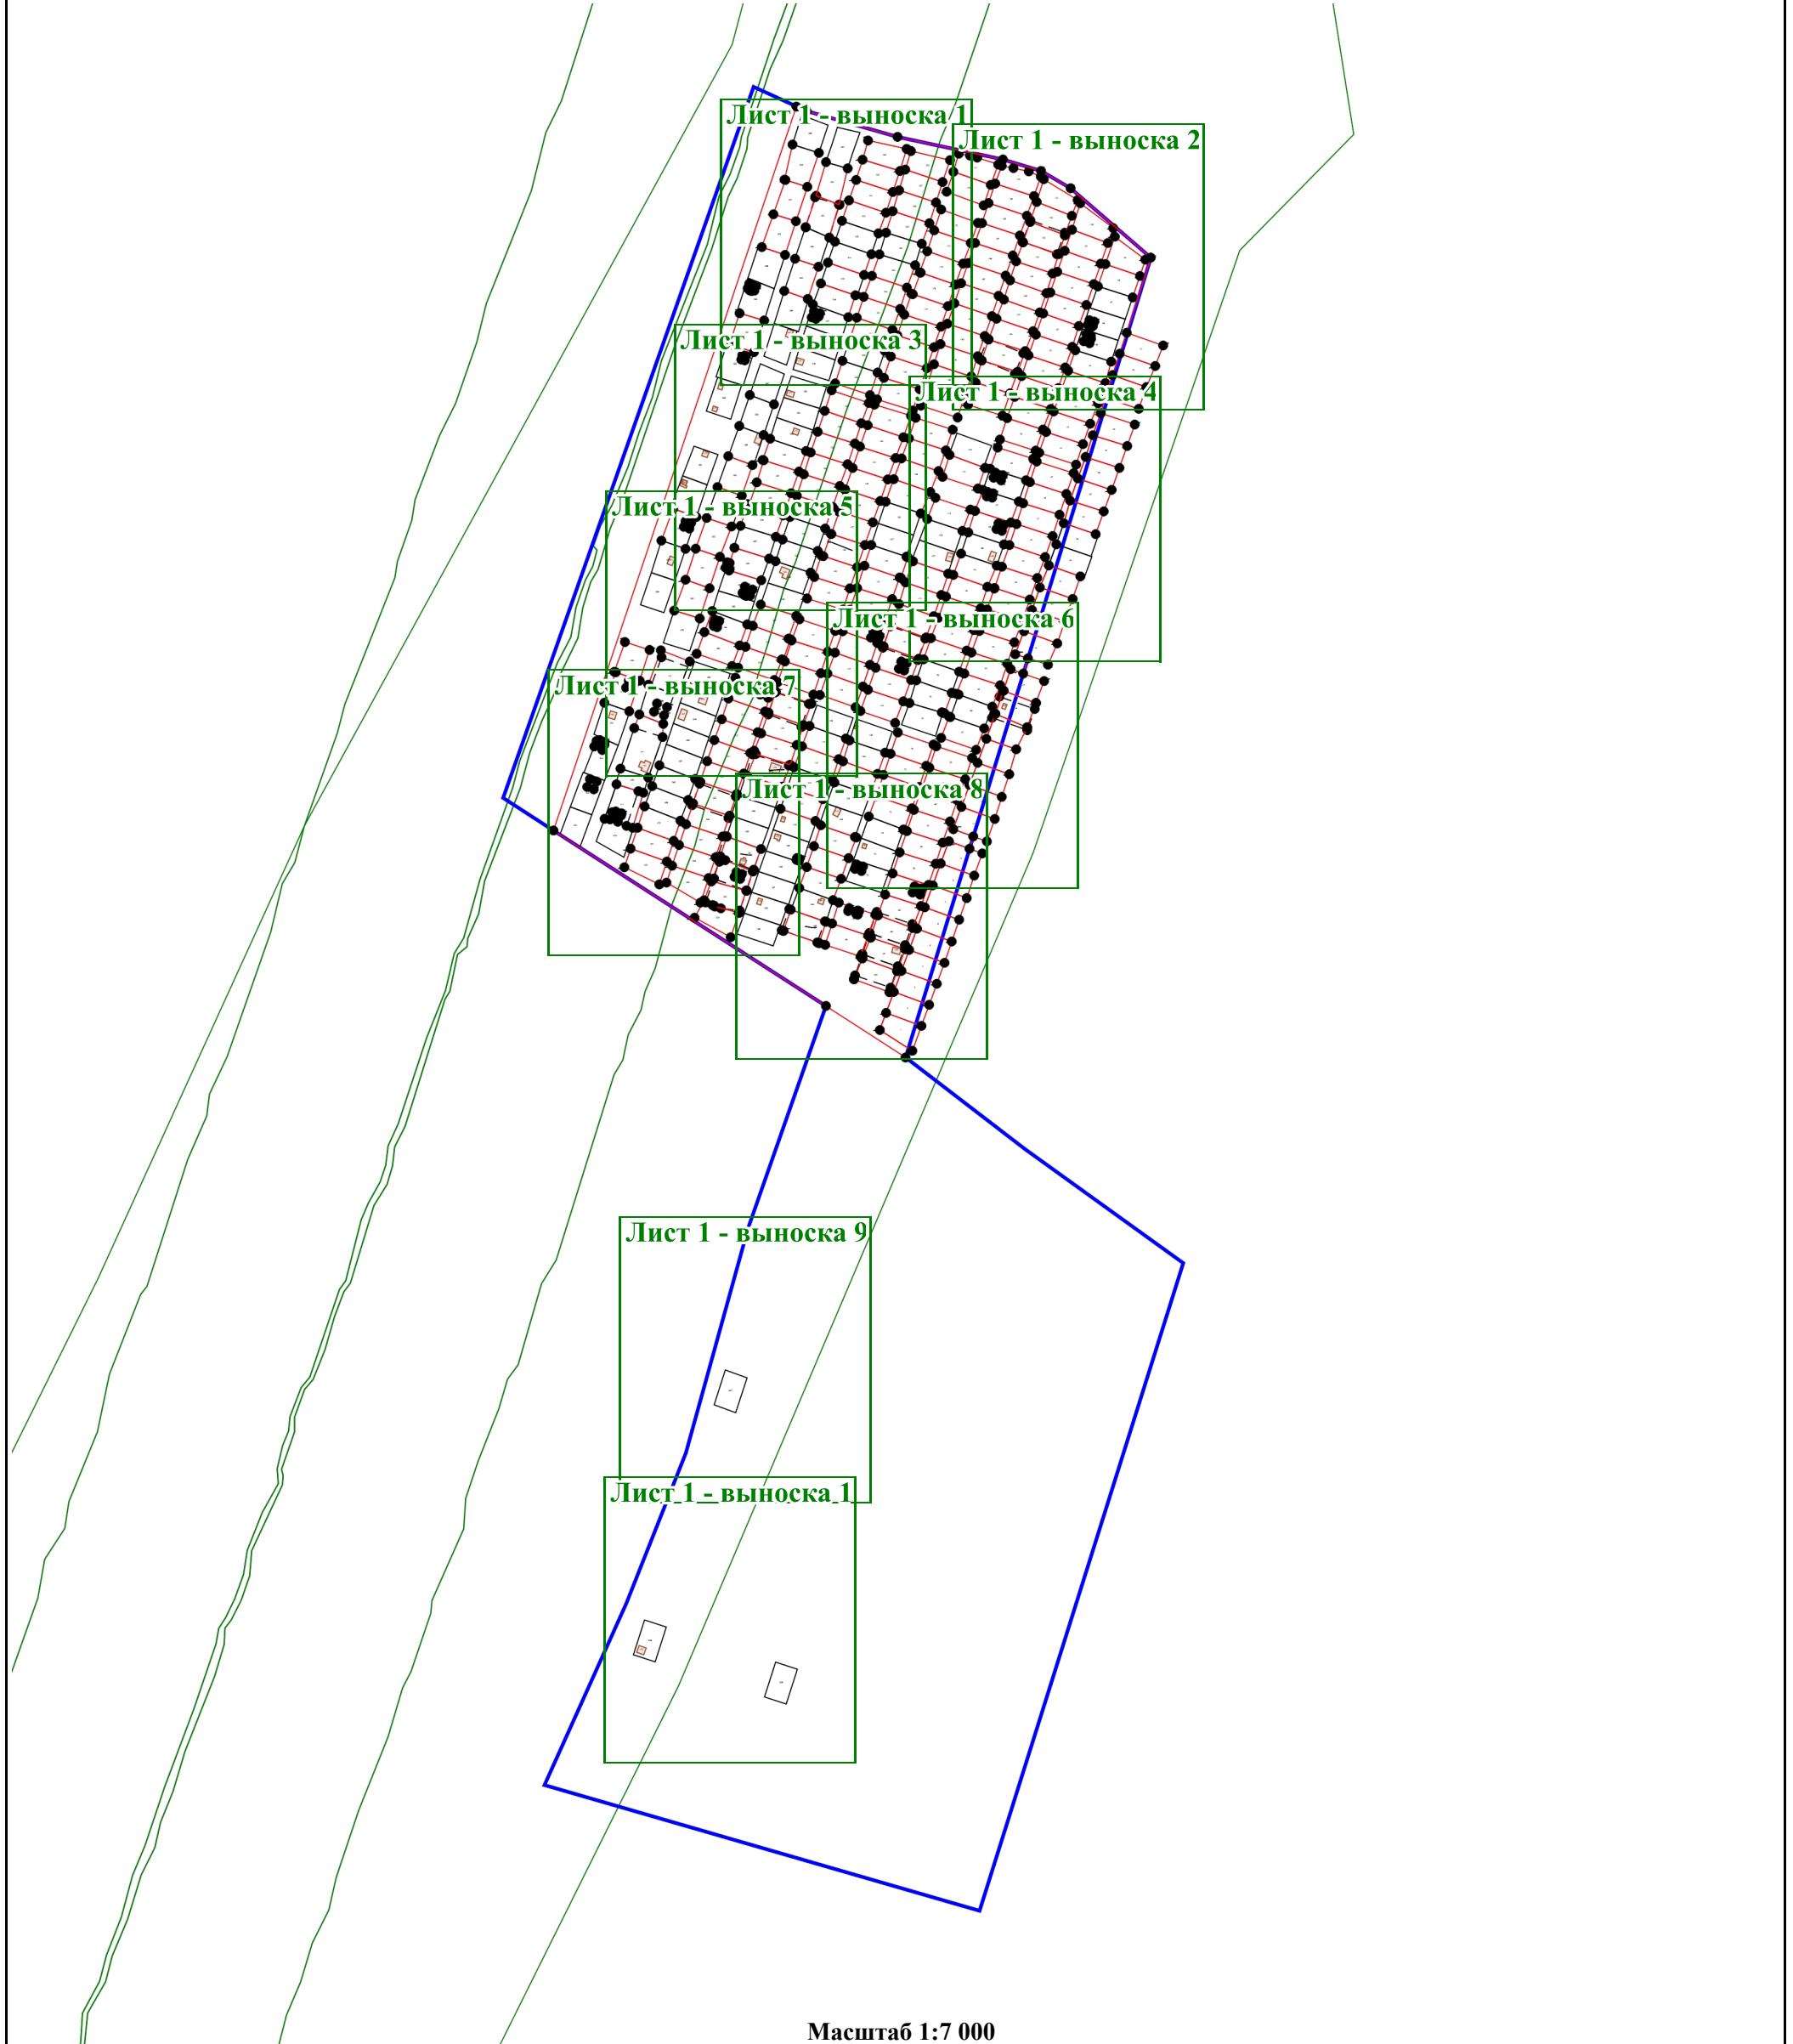 Лист 1 - выноска 1
Лист 1 - выноска 2
Лист 1 - выноска 3
Лист 1 - выноска 4
Лист 1 - выноска 5
Лист 1 - выноска 6
Лист 1 - выноска 7
Лист 1 - выноска 8
Лист 1 - выноска 9
Лист 1 - выноска 1
Масштаб 1:7 000